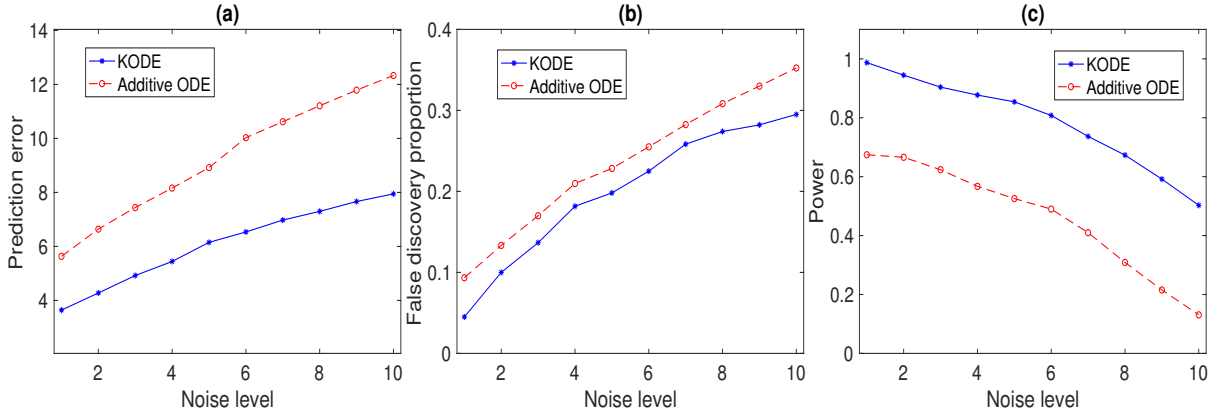 (a)
14
12
10
8
6
4
2
4
6
8
10
Prediction error
Noise level
KODE
Additive ODE
(b)
0.4
0.3
0.2
0.1
0
2
4
6
8
10
False discovery proportion
Noise level
KODE
Additive ODE
(c)
1
0.8
0.6
0.4
0.2
0
2
4
6
8
10
Power
Noise level
KODE
Additive ODE